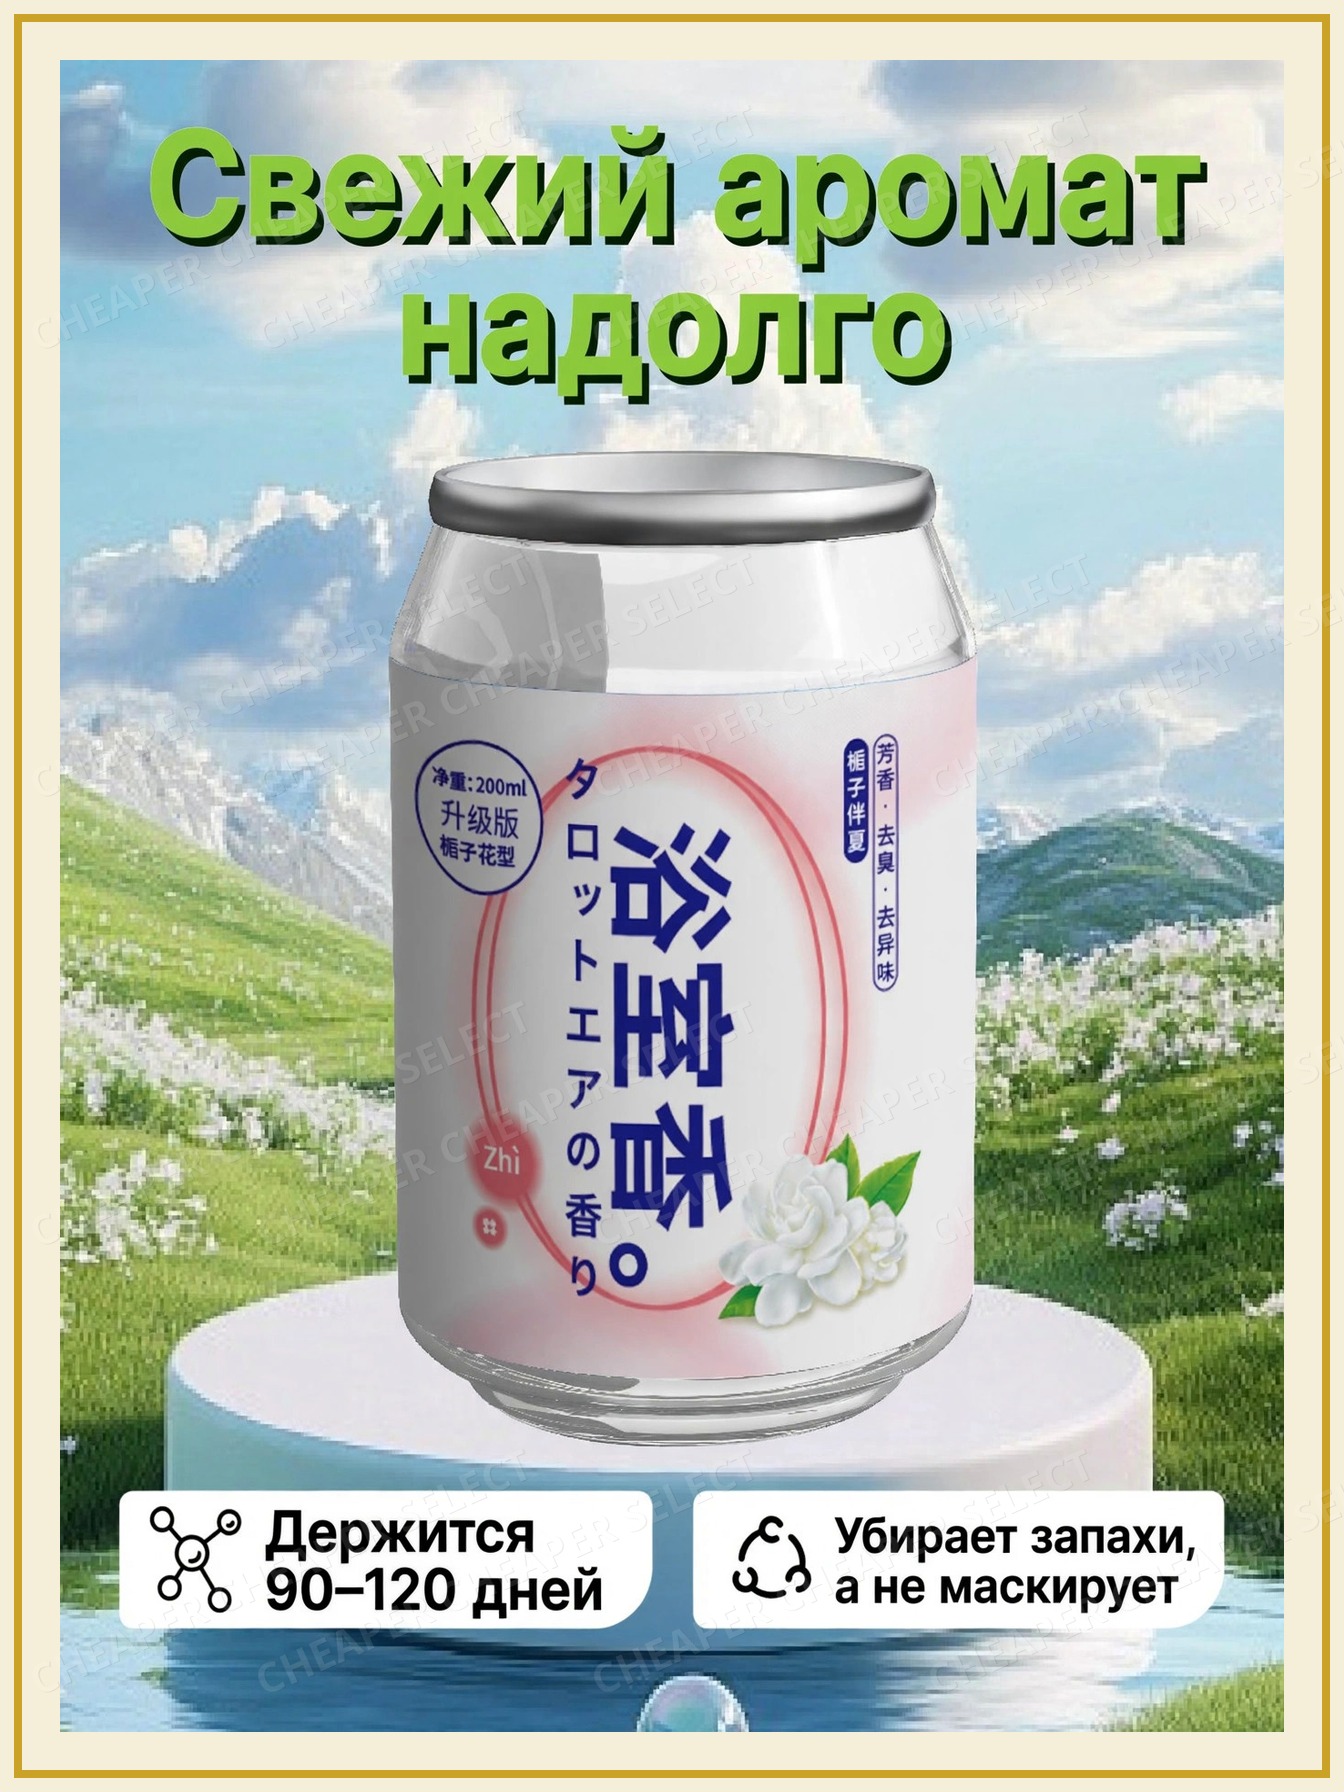 Свежий аромат
надолго
净重：200ml
升级版
栀子花型
タロットエアの香り
浴室香。
栀子伴夏
芳香·去臭·去异味
Zhì
Держится
90–120 дней
Убирает запахи,
а не маскирует
CHEAPER SELECT